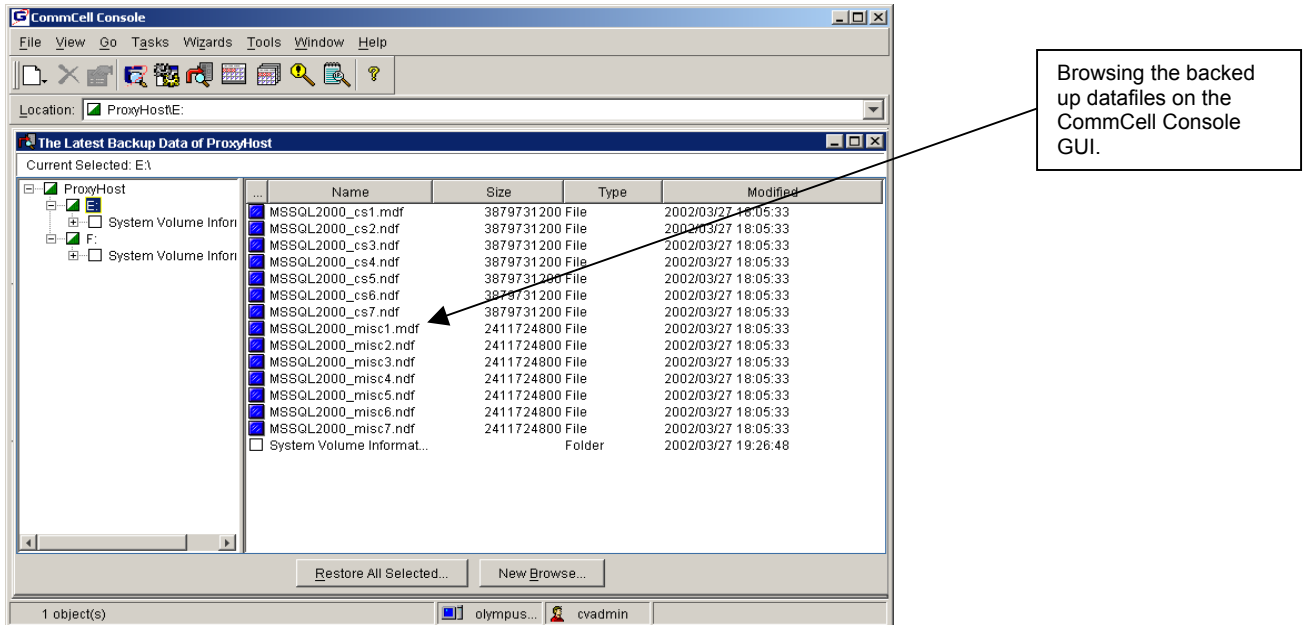 CommCell Console
File View Go Tasks Wizards Tools Window Help
Location: ProxyHost\E:
The Latest Backup Data of ProxyHost
Current Selected: E:\
ProxyHost
E:
System Volume Infor
F:
System Volume Infor
... Name Size Type Modified
MSSQL2000_cs1.mdf 3879731200 File 2002/03/27 18:05:33
MSSQL2000_cs2.ndf 3879731200 File 2002/03/27 18:05:33
MSSQL2000_cs3.ndf 3879731200 File 2002/03/27 18:05:33
MSSQL2000_cs4.ndf 3879731200 File 2002/03/27 18:05:33
MSSQL2000_cs5.ndf 3879731200 File 2002/03/27 18:05:33
MSSQL2000_cs6.ndf 3879731200 File 2002/03/27 18:05:33
MSSQL2000_cs7.ndf 3879731200 File 2002/03/27 18:05:33
MSSQL2000_misc1.mdf 2411724800 File 2002/03/27 18:05:33
MSSQL2000_misc2.ndf 2411724800 File 2002/03/27 18:05:33
MSSQL2000_misc3.ndf 2411724800 File 2002/03/27 18:05:33
MSSQL2000_misc4.ndf 2411724800 File 2002/03/27 18:05:33
MSSQL2000_misc5.ndf 2411724800 File 2002/03/27 18:05:33
MSSQL2000_misc6.ndf 2411724800 File 2002/03/27 18:05:33
MSSQL2000_misc7.ndf 2411724800 File 2002/03/27 18:05:33
System Volume Informat... Folder 2002/03/27 19:26:48
Restore All Selected... New Browse...
1 object(s) olympus... cvadmin
Browsing the backed
up datafiles on the
CommCell Console
GUI.